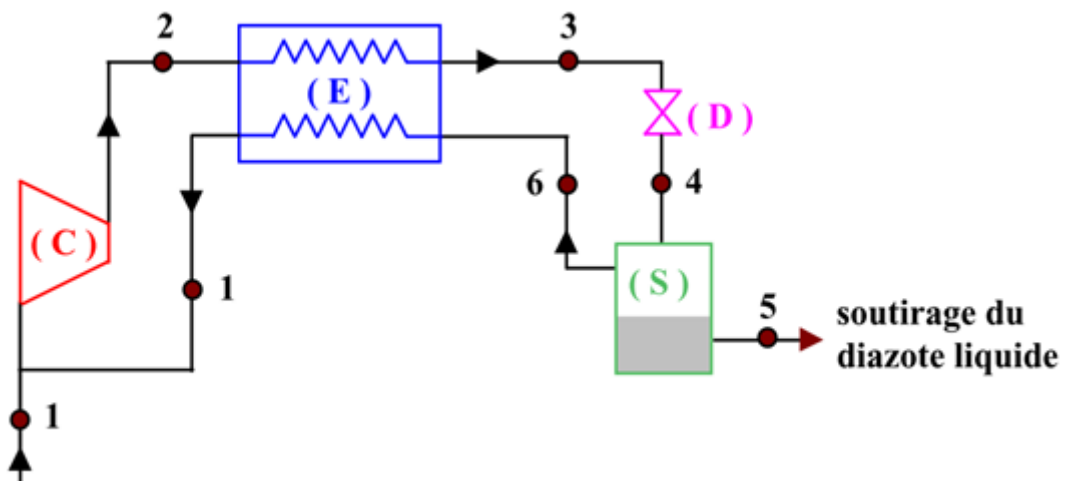 2
3
( E )
( D )
6
4
( C )
1
( S )
5
soutirage du
diazote liquide
1